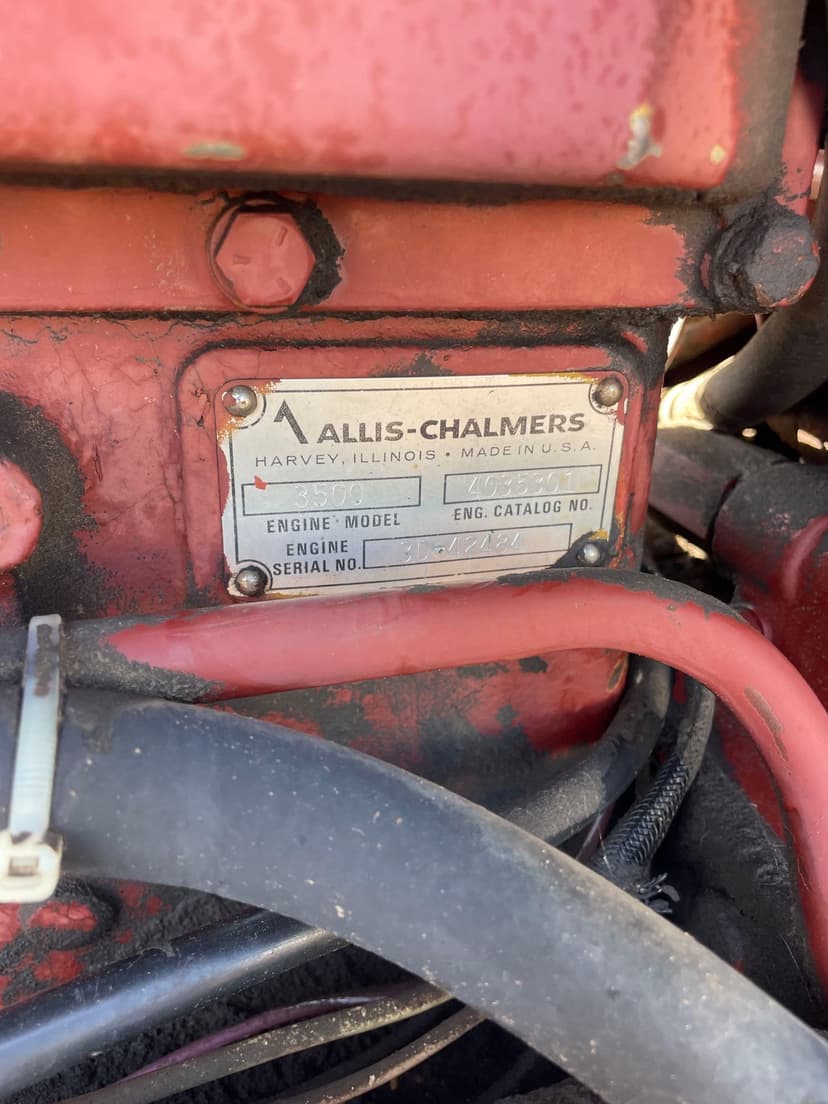 ALLIS-CHALMERS
HARVEY, ILLINOIS • MADE IN U.S.A.
3500 4035301
ENGINE MODEL ENG. CATALOG NO.
ENGINE
SERIAL NO. 3D-42484